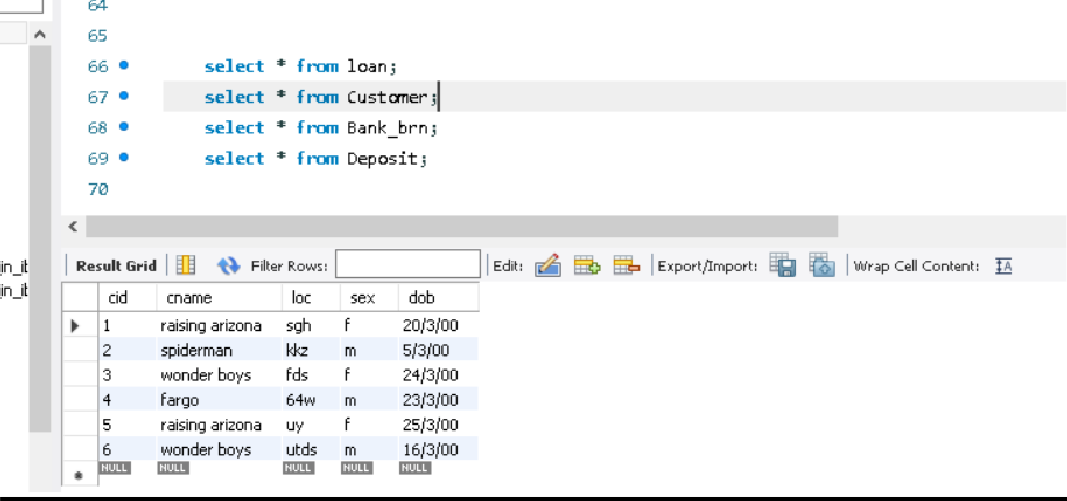 64
65
66 select * from loan;
67 select * from Customer;
68 select * from Bank_brn;
69 select * from Deposit;
70
jin_it
jin_it
Result Grid Filter Rows: Edit: Export/Import: Wrap Cell Content: IA
cid cname loc sex dob
1 raising arizona sgh f 20/3/00
2 spiderman kkz m 5/3/00
3 wonder boys fds f 24/3/00
4 fargo 64w m 23/3/00
5 raising arizona uy f 25/3/00
6 wonder boys utds m 16/3/00
NULL NULL NULL NULL NULL